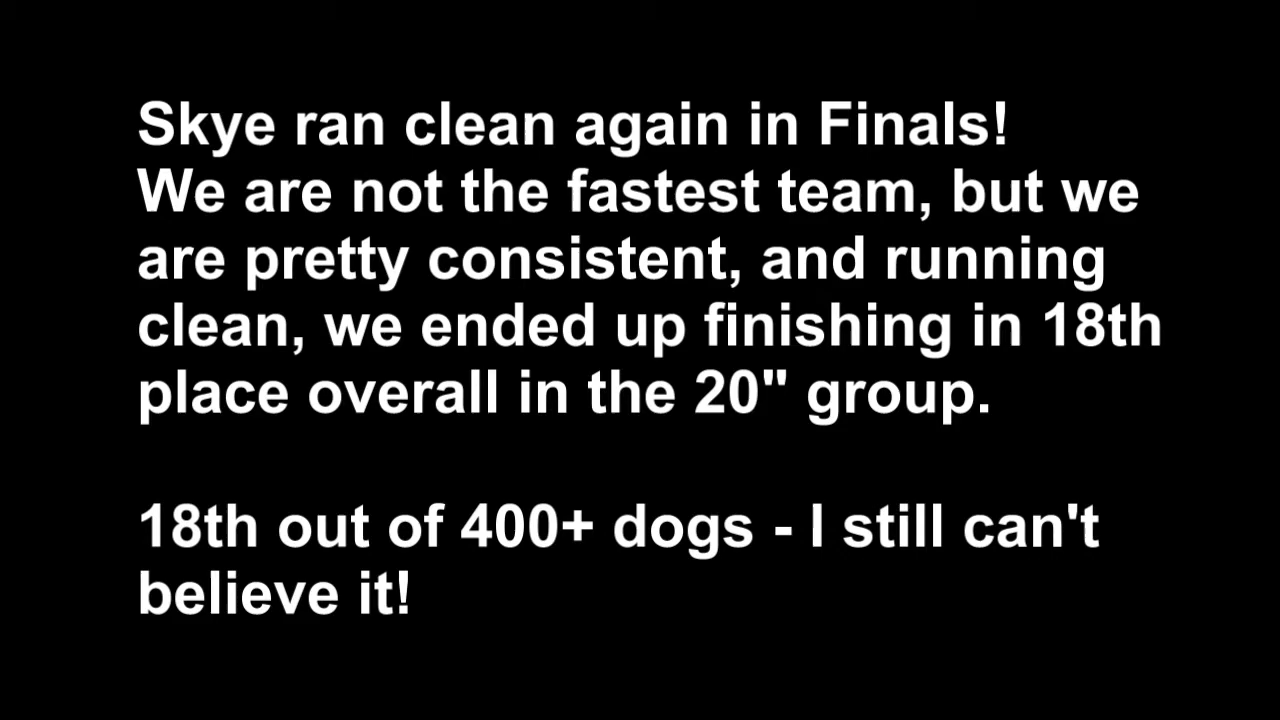 Skye ran clean again in Finals!
We are not the fastest team, but we
are pretty consistent, and running
clean, we ended up finishing in 18th
place overall in the 20" group.
18th out of 400+ dogs - I still can't
believe it!